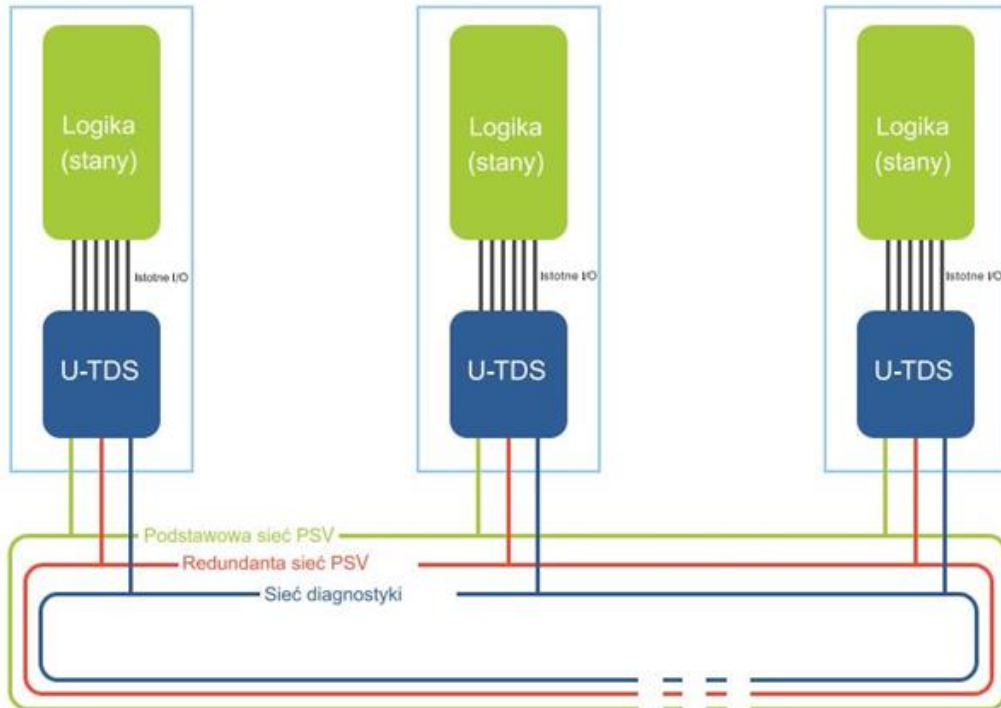 Logika
(stany)
Istotne I/O
U-TDS
Logika
(stany)
Istotne I/O
U-TDS
Logika
(stany)
Istotne I/O
U-TDS
Podstawowa sieć PSV
Redundanta sieć PSV
Sieć diagnostyki